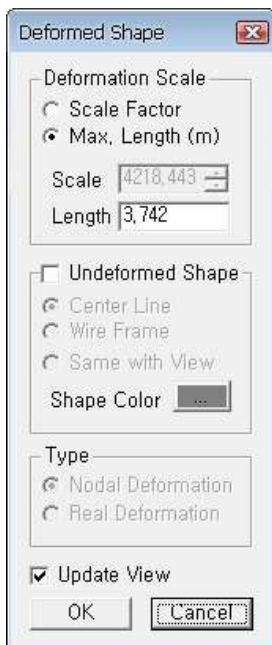 Deformed Shape
Deformation Scale
Scale Factor
Max, Length (m)
Scale 4218,443
Length 3,742
Undeformed Shape
Center Line
Wire Frame
Same with View
Shape Color ...
Type
Nodal Deformation
Real Deformation
Update View
OK Cancel